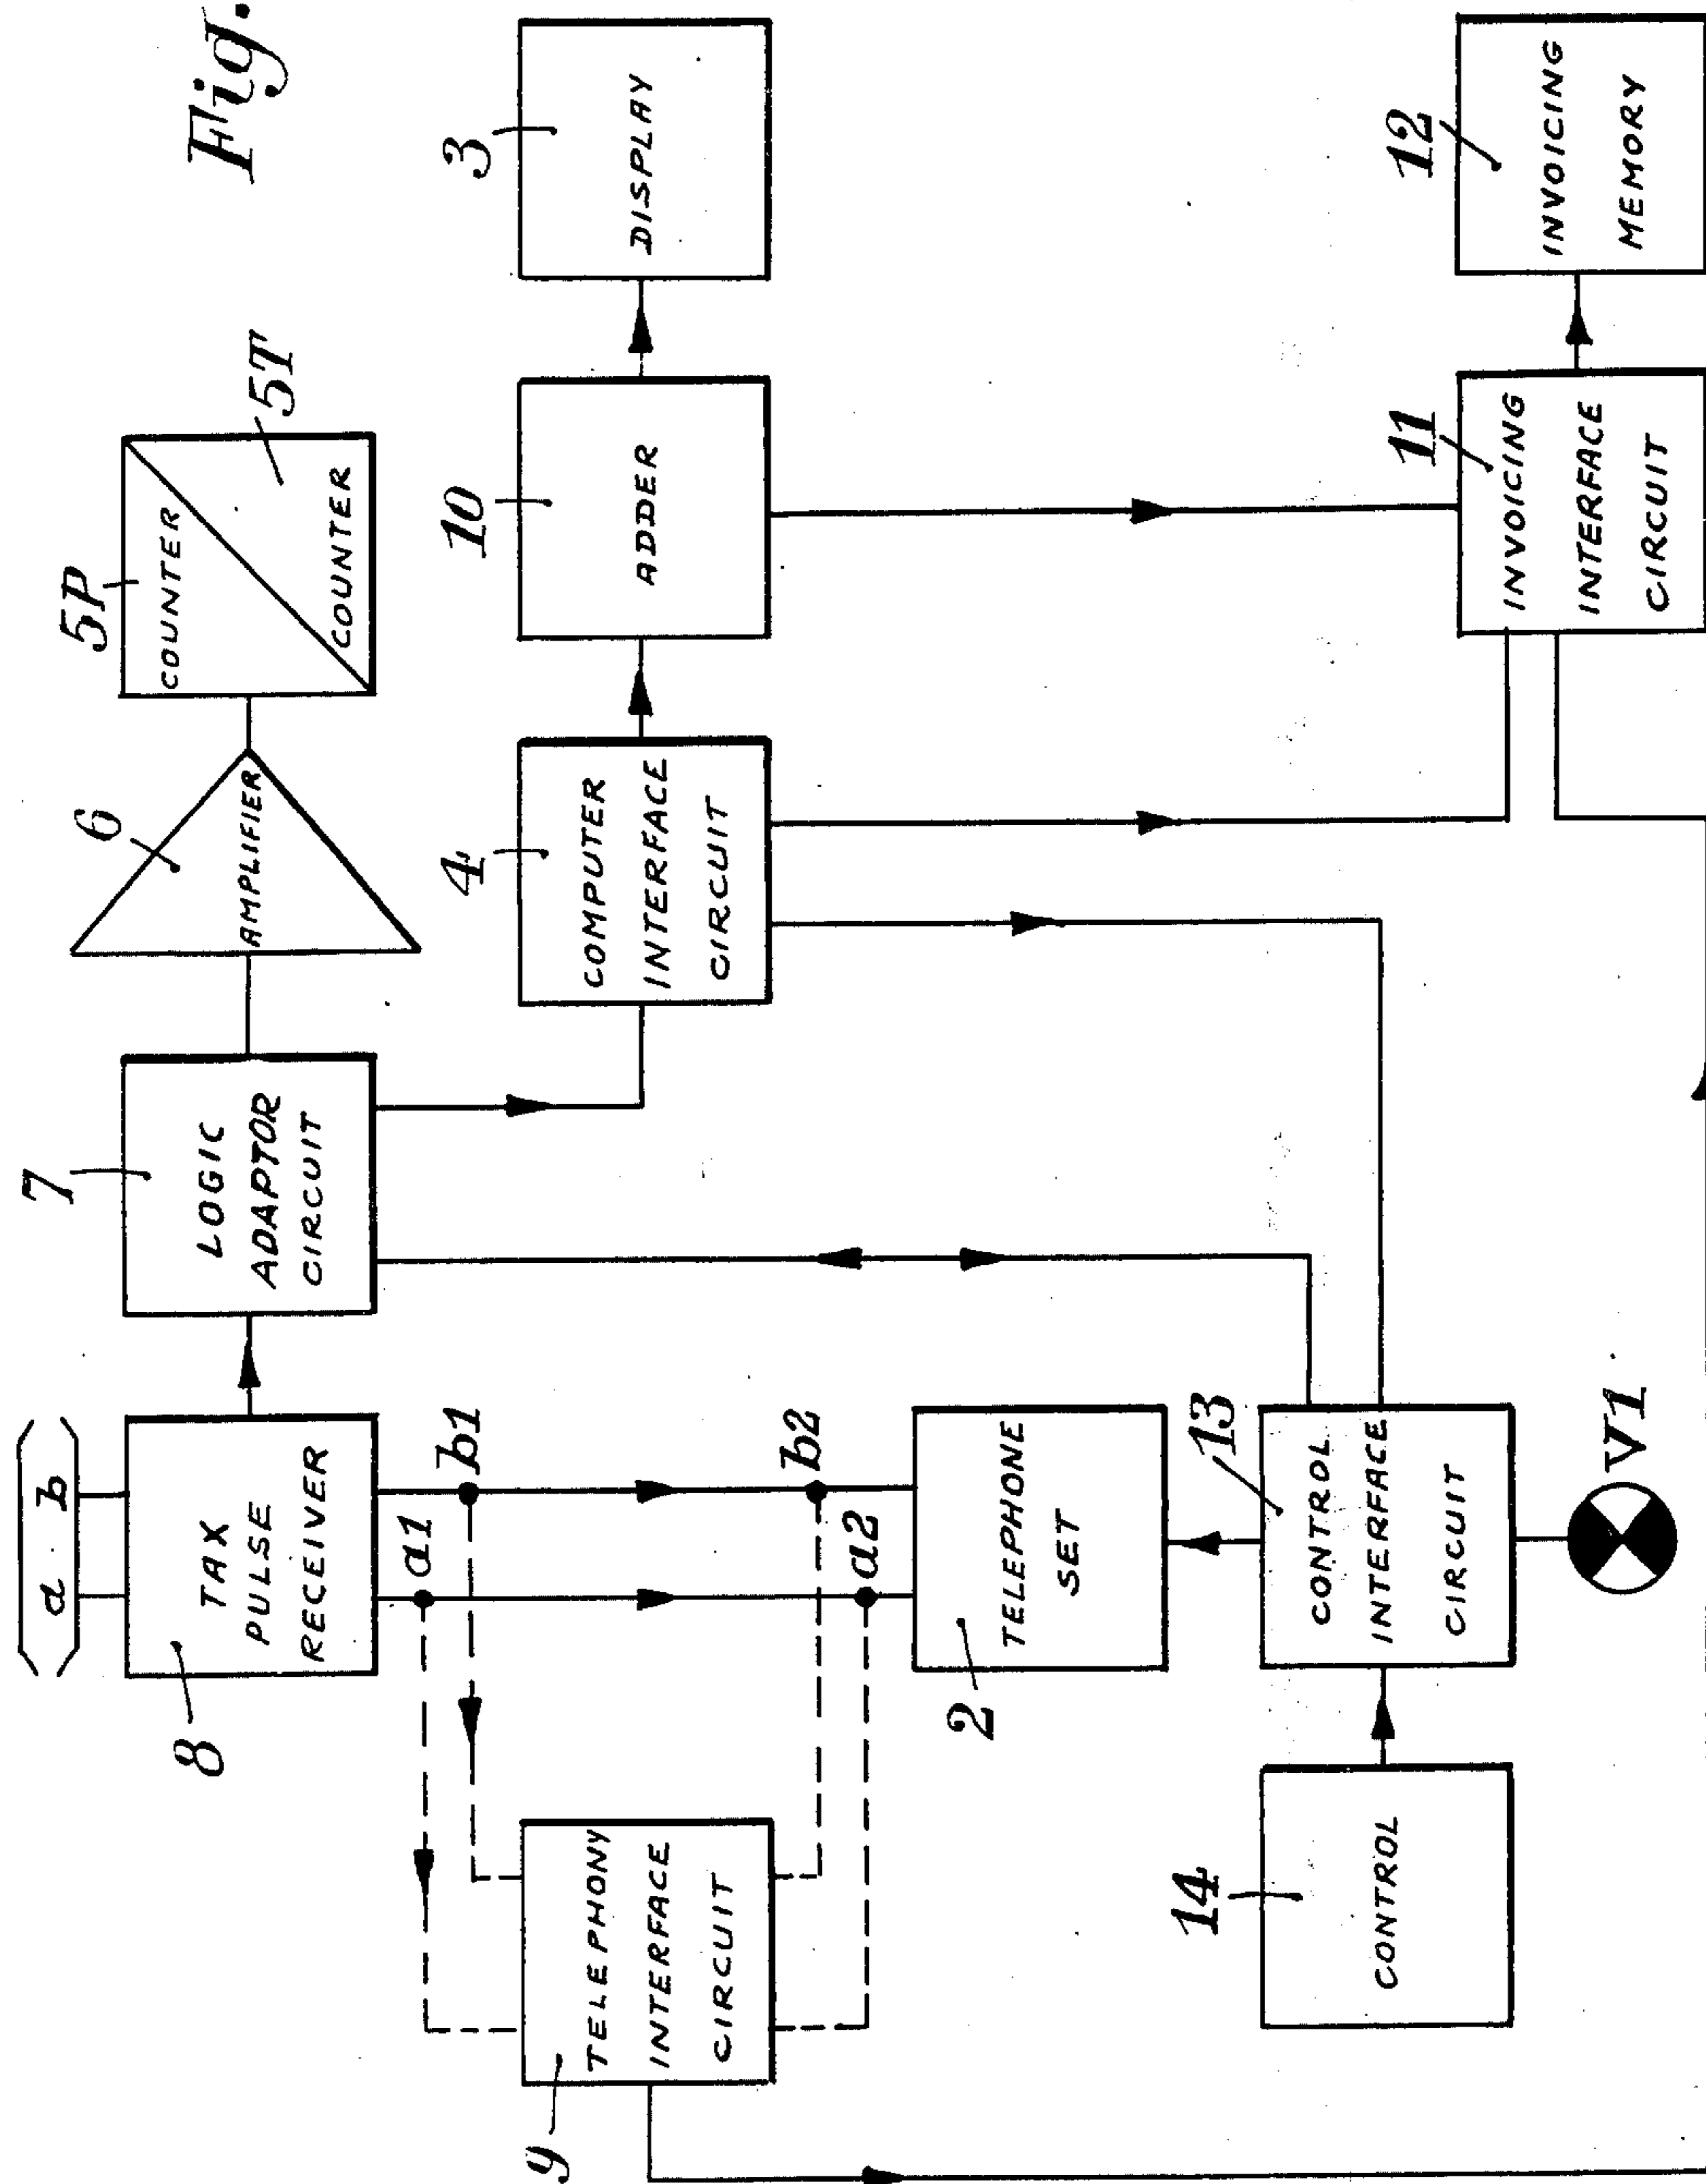 Fig.
a b
8
TAX
PULSE
RECEIVER
7
LOGIC
ADAPTOR
CIRCUIT
6
AMPLIFIER
5P
COUNTER
COUNTER
5T
a1
b1
9
TELEPHONY
INTERFACE
CIRCUIT
4
COMPUTER
INTERFACE
CIRCUIT
10
ADDER
3
DISPLAY
a2
b2
2
TELEPHONE
SET
14
CONTROL
13
CONTROL
INTERFACE
CIRCUIT
V1
11
INVOICING
INTERFACE
CIRCUIT
12
INVOICING
MEMORY